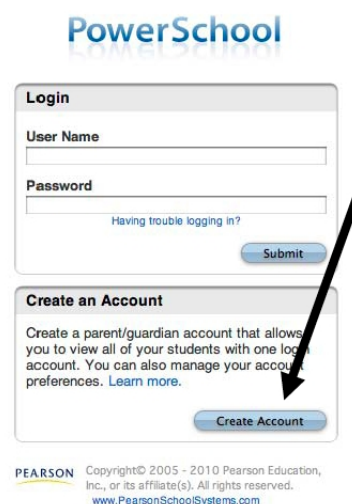 PowerSchool
Login
User Name
Password
Having trouble logging in?
Submit
Create an Account
Create a parent/guardian account that allows
you to view all of your students with one login
account. You can also manage your account
preferences. Learn more.
Create Account
PEARSON
Copyright© 2005 - 2010 Pearson Education,
Inc., or its affiliate(s). All rights reserved.
www.PearsonSchoolSystems.com